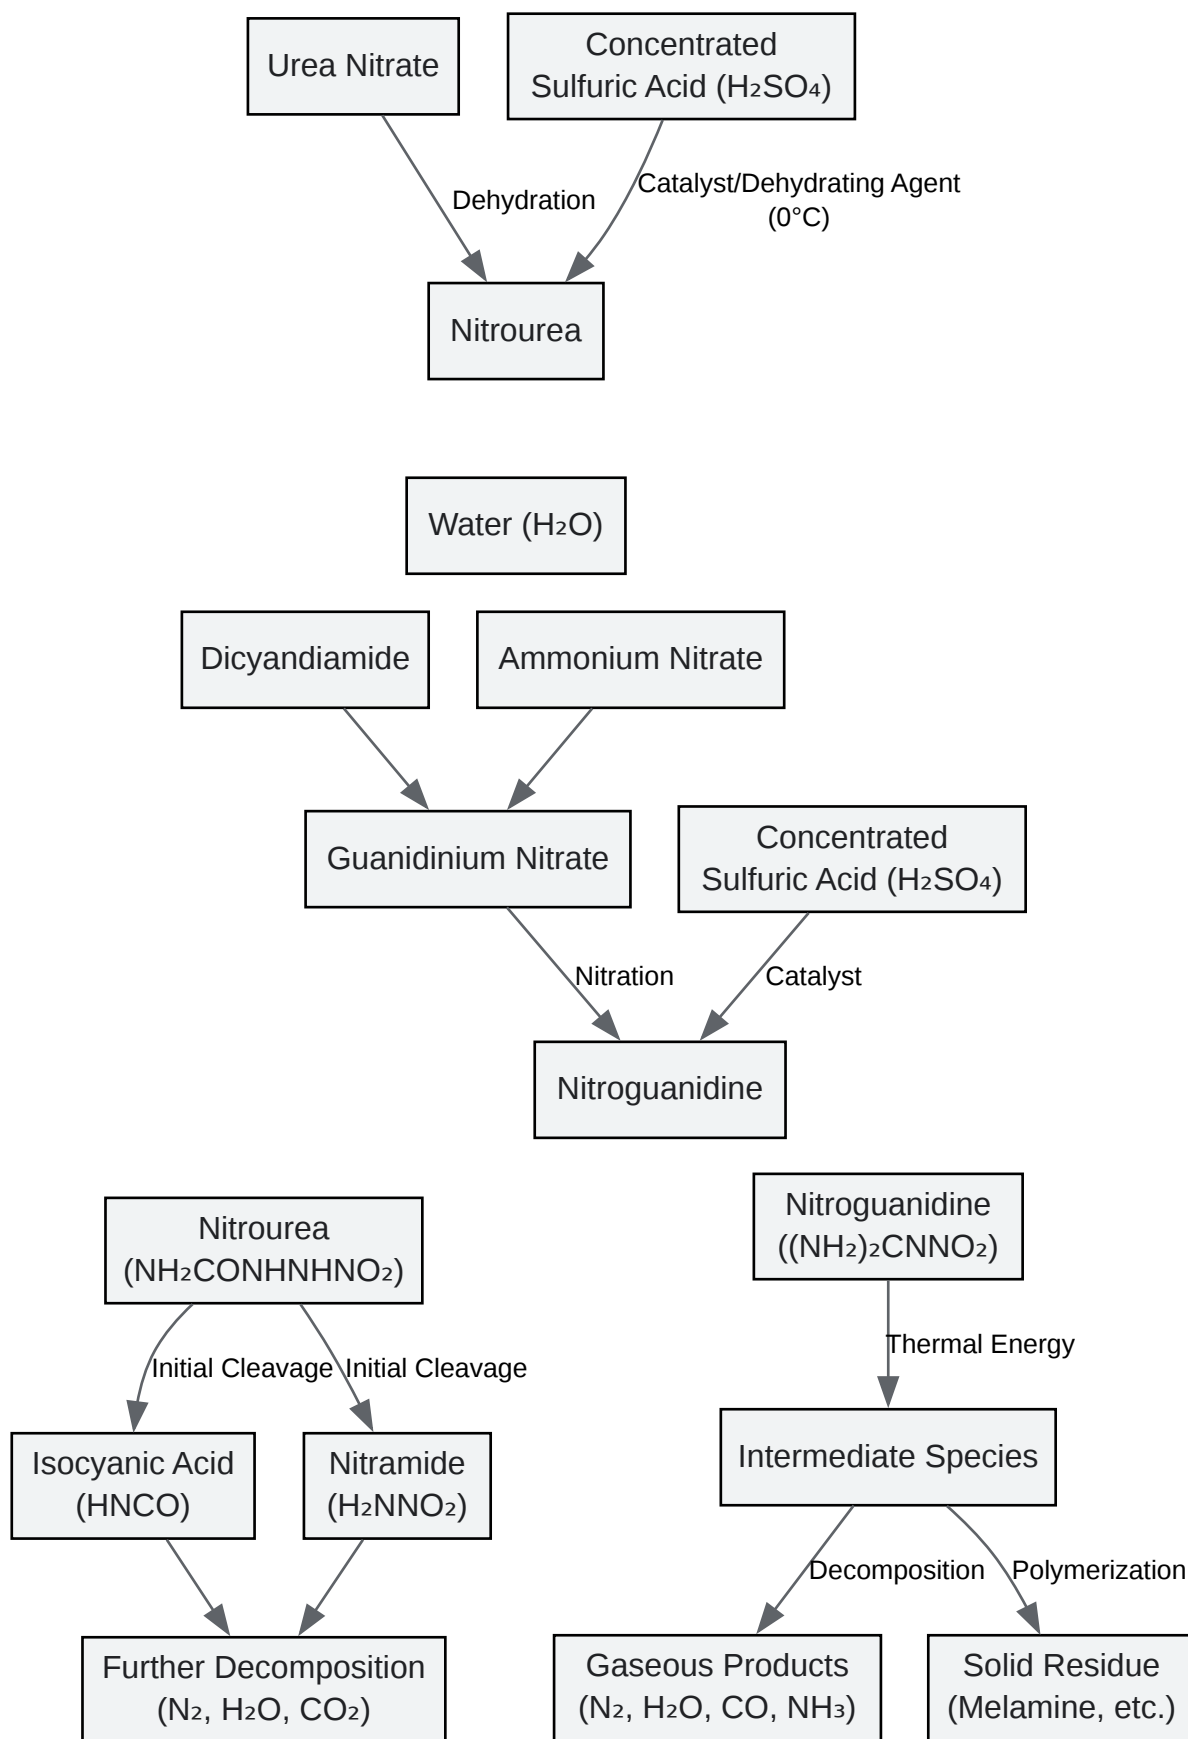 Urea Nitrate
Concentrated
Sulfuric Acid (H₂SO₄)
Dehydration
Catalyst/Dehydrating Agent
(0°C)
Nitrourea
Water (H₂O)
Dicyandiamide
Ammonium Nitrate
Guanidinium Nitrate
Concentrated
Sulfuric Acid (H₂SO₄)
Nitration
Catalyst
Nitroguanidine
Nitrourea
(NH₂CONHNHNO₂)
Nitroguanidine
((NH₂)₂CNNO₂)
Initial Cleavage
Initial Cleavage
Thermal Energy
Isocyanic Acid
(HNCO)
Nitramide
(H₂NNO₂)
Intermediate Species
Decomposition
Polymerization
Further Decomposition
(N₂, H₂O, CO₂)
Gaseous Products
(N₂, H₂O, CO, NH₃)
Solid Residue
(Melamine, etc.)